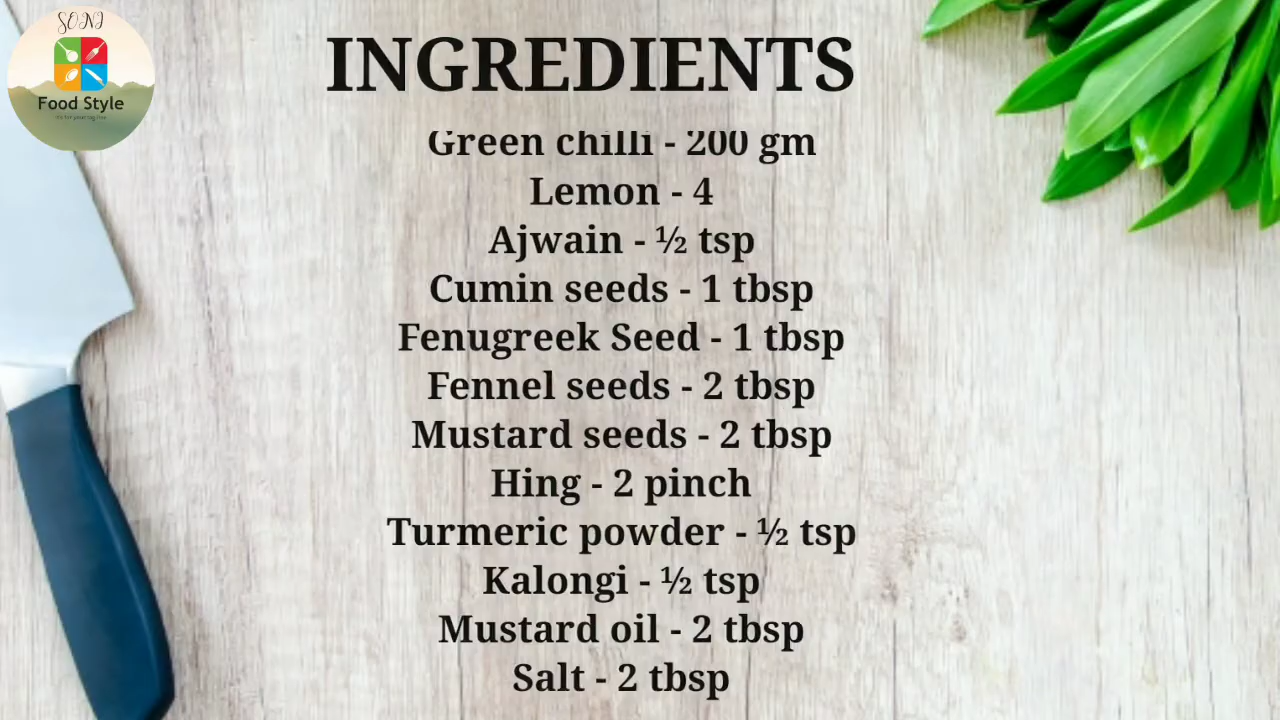 SONI
Food Style
INGREDIENTS
Green chilli - 200 gm
Lemon - 4
Ajwain - ½ tsp
Cumin seeds - 1 tbsp
Fenugreek Seed - 1 tbsp
Fennel seeds - 2 tbsp
Mustard seeds - 2 tbsp
Hing - 2 pinch
Turmeric powder - ½ tsp
Kalongi - ½ tsp
Mustard oil - 2 tbsp
Salt - 2 tbsp